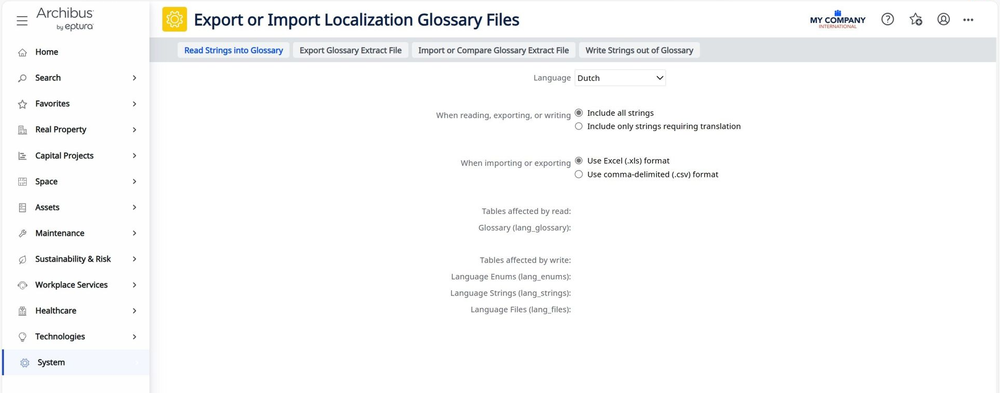 Archibus
by eptura
Home
Search
Favorites
Real Property
Capital Projects
Space
Assets
Maintenance
Sustainability & Risk
Workplace Services
Healthcare
Technologies
System
Export or Import Localization Glossary Files
MY COMPANY
INTERNATIONAL
Read Strings into Glossary
Export Glossary Extract File
Import or Compare Glossary Extract File
Write Strings out of Glossary
Language Dutch
When reading, exporting, or writing Include all strings
Include only strings requiring translation
When importing or exporting Use Excel (.xls) format
Use comma-delimited (.csv) format
Tables affected by read:
Glossary (lang_glossary):
Tables affected by write:
Language Enums (lang_enums):
Language Strings (lang_strings):
Language Files (lang_files):